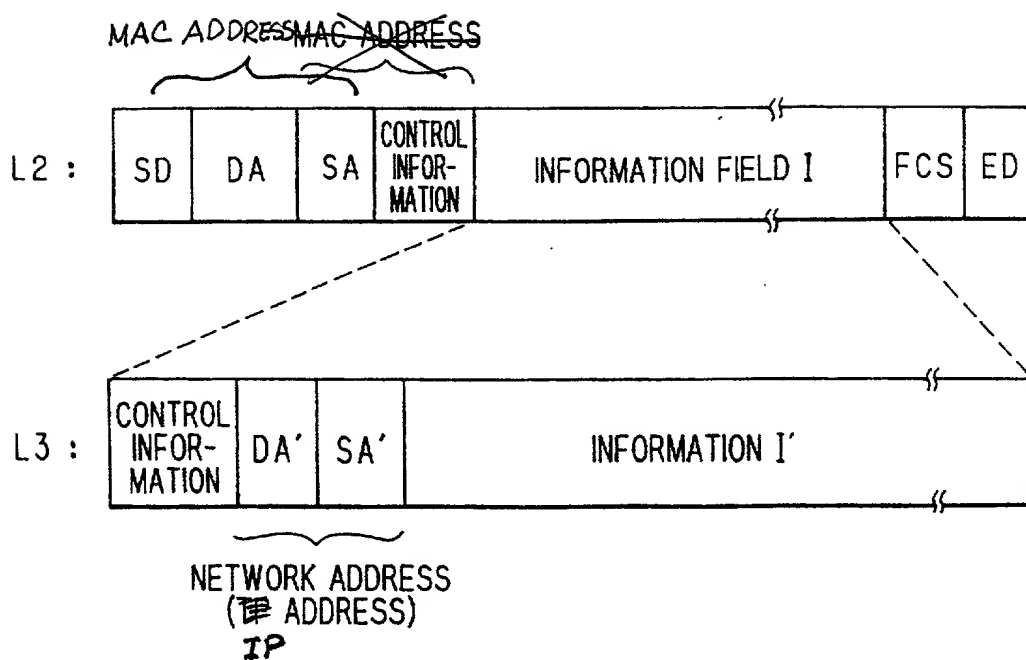 MAC ADDRESS MAC ADDRESS
L2 : SD DA SA CONTROL INFOR- MATION INFORMATION FIELD I FCS ED
L3 : CONTROL INFOR- MATION DA′ SA′ INFORMATION I′
NETWORK ADDRESS
( ADDRESS)
IP